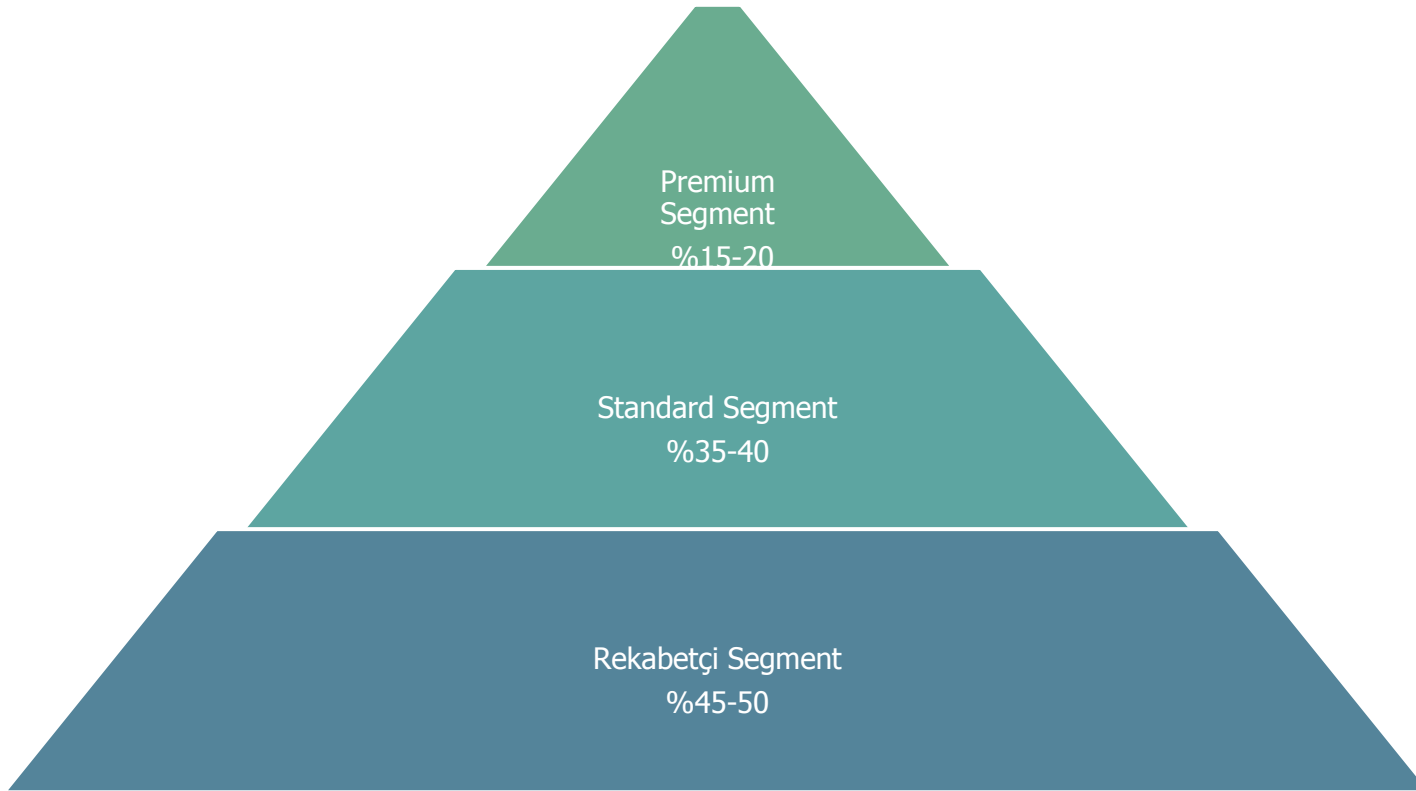 Premium
Segment
%15-20
Standard Segment
%35-40
Rekabetçi Segment
%45-50